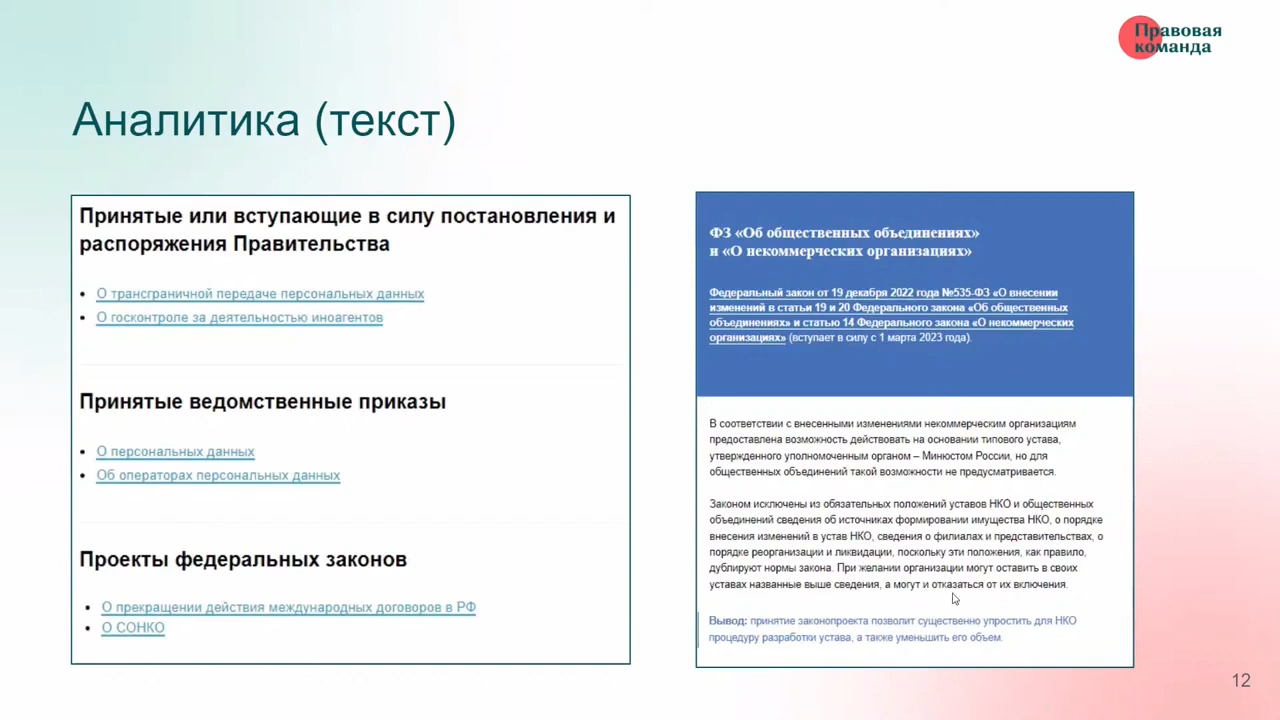 Правовая
команда
Аналитика (текст)
Принятые или вступающие в силу постановления и
распоряжения Правительства
О трансграничной передаче персональных данных
О госконтроле за деятельностью иноагентов
Принятые ведомственные приказы
О персональных данных
Об операторах персональных данных
Проекты федеральных законов
О прекращении действия международных договоров в РФ
О СОНКО
ФЗ «Об общественных объединениях»
и «О некоммерческих организациях»
Федеральный закон от 19 декабря 2022 года №535-ФЗ «О внесении
изменений в статьи 19 и 20 Федерального закона «Об общественных
объединениях» и статью 14 Федерального закона «О некоммерческих
организациях» (вступает в силу с 1 марта 2023 года).
В соответствии с внесенными изменениями некоммерческим организациям
предоставлена возможность действовать на основании типового устава,
утвержденного уполномоченным органом – Минюстом России, но для
общественных объединений такой возможности не предусматривается.
Законом исключены из обязательных положений уставов НКО и общественных
объединений сведения об источниках формировании имущества НКО, о порядке
внесения изменений в устав НКО, сведения о филиалах и представительствах, о
порядке реорганизации и ликвидации, поскольку эти положения, как правило,
дублируют нормы закона. При желании организации могут оставить в своих
уставах названные выше сведения, а могут и отказаться от их включения.
Вывод: принятие законопроекта позволит существенно упростить для НКО
процедуру разработки устава, а также уменьшить его объем.
12